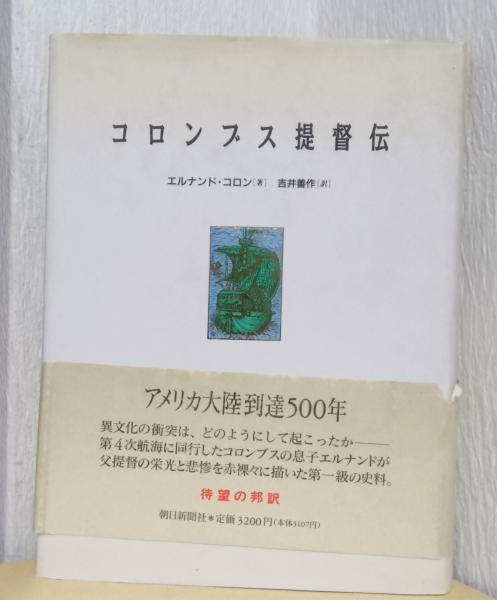 コロンブス提督伝
エルナンド・コロン[著] 吉井善作[訳]
アメリカ大陸到達500年
異文化の衝突は、どのようにして起こったか――
第4次航海に同行したコロンブスの息子エルナンドが
父提督の栄光と悲惨を赤裸々に描いた第一級の史料。
待望の邦訳
朝日新聞社＊定価3200円(本体3107円)